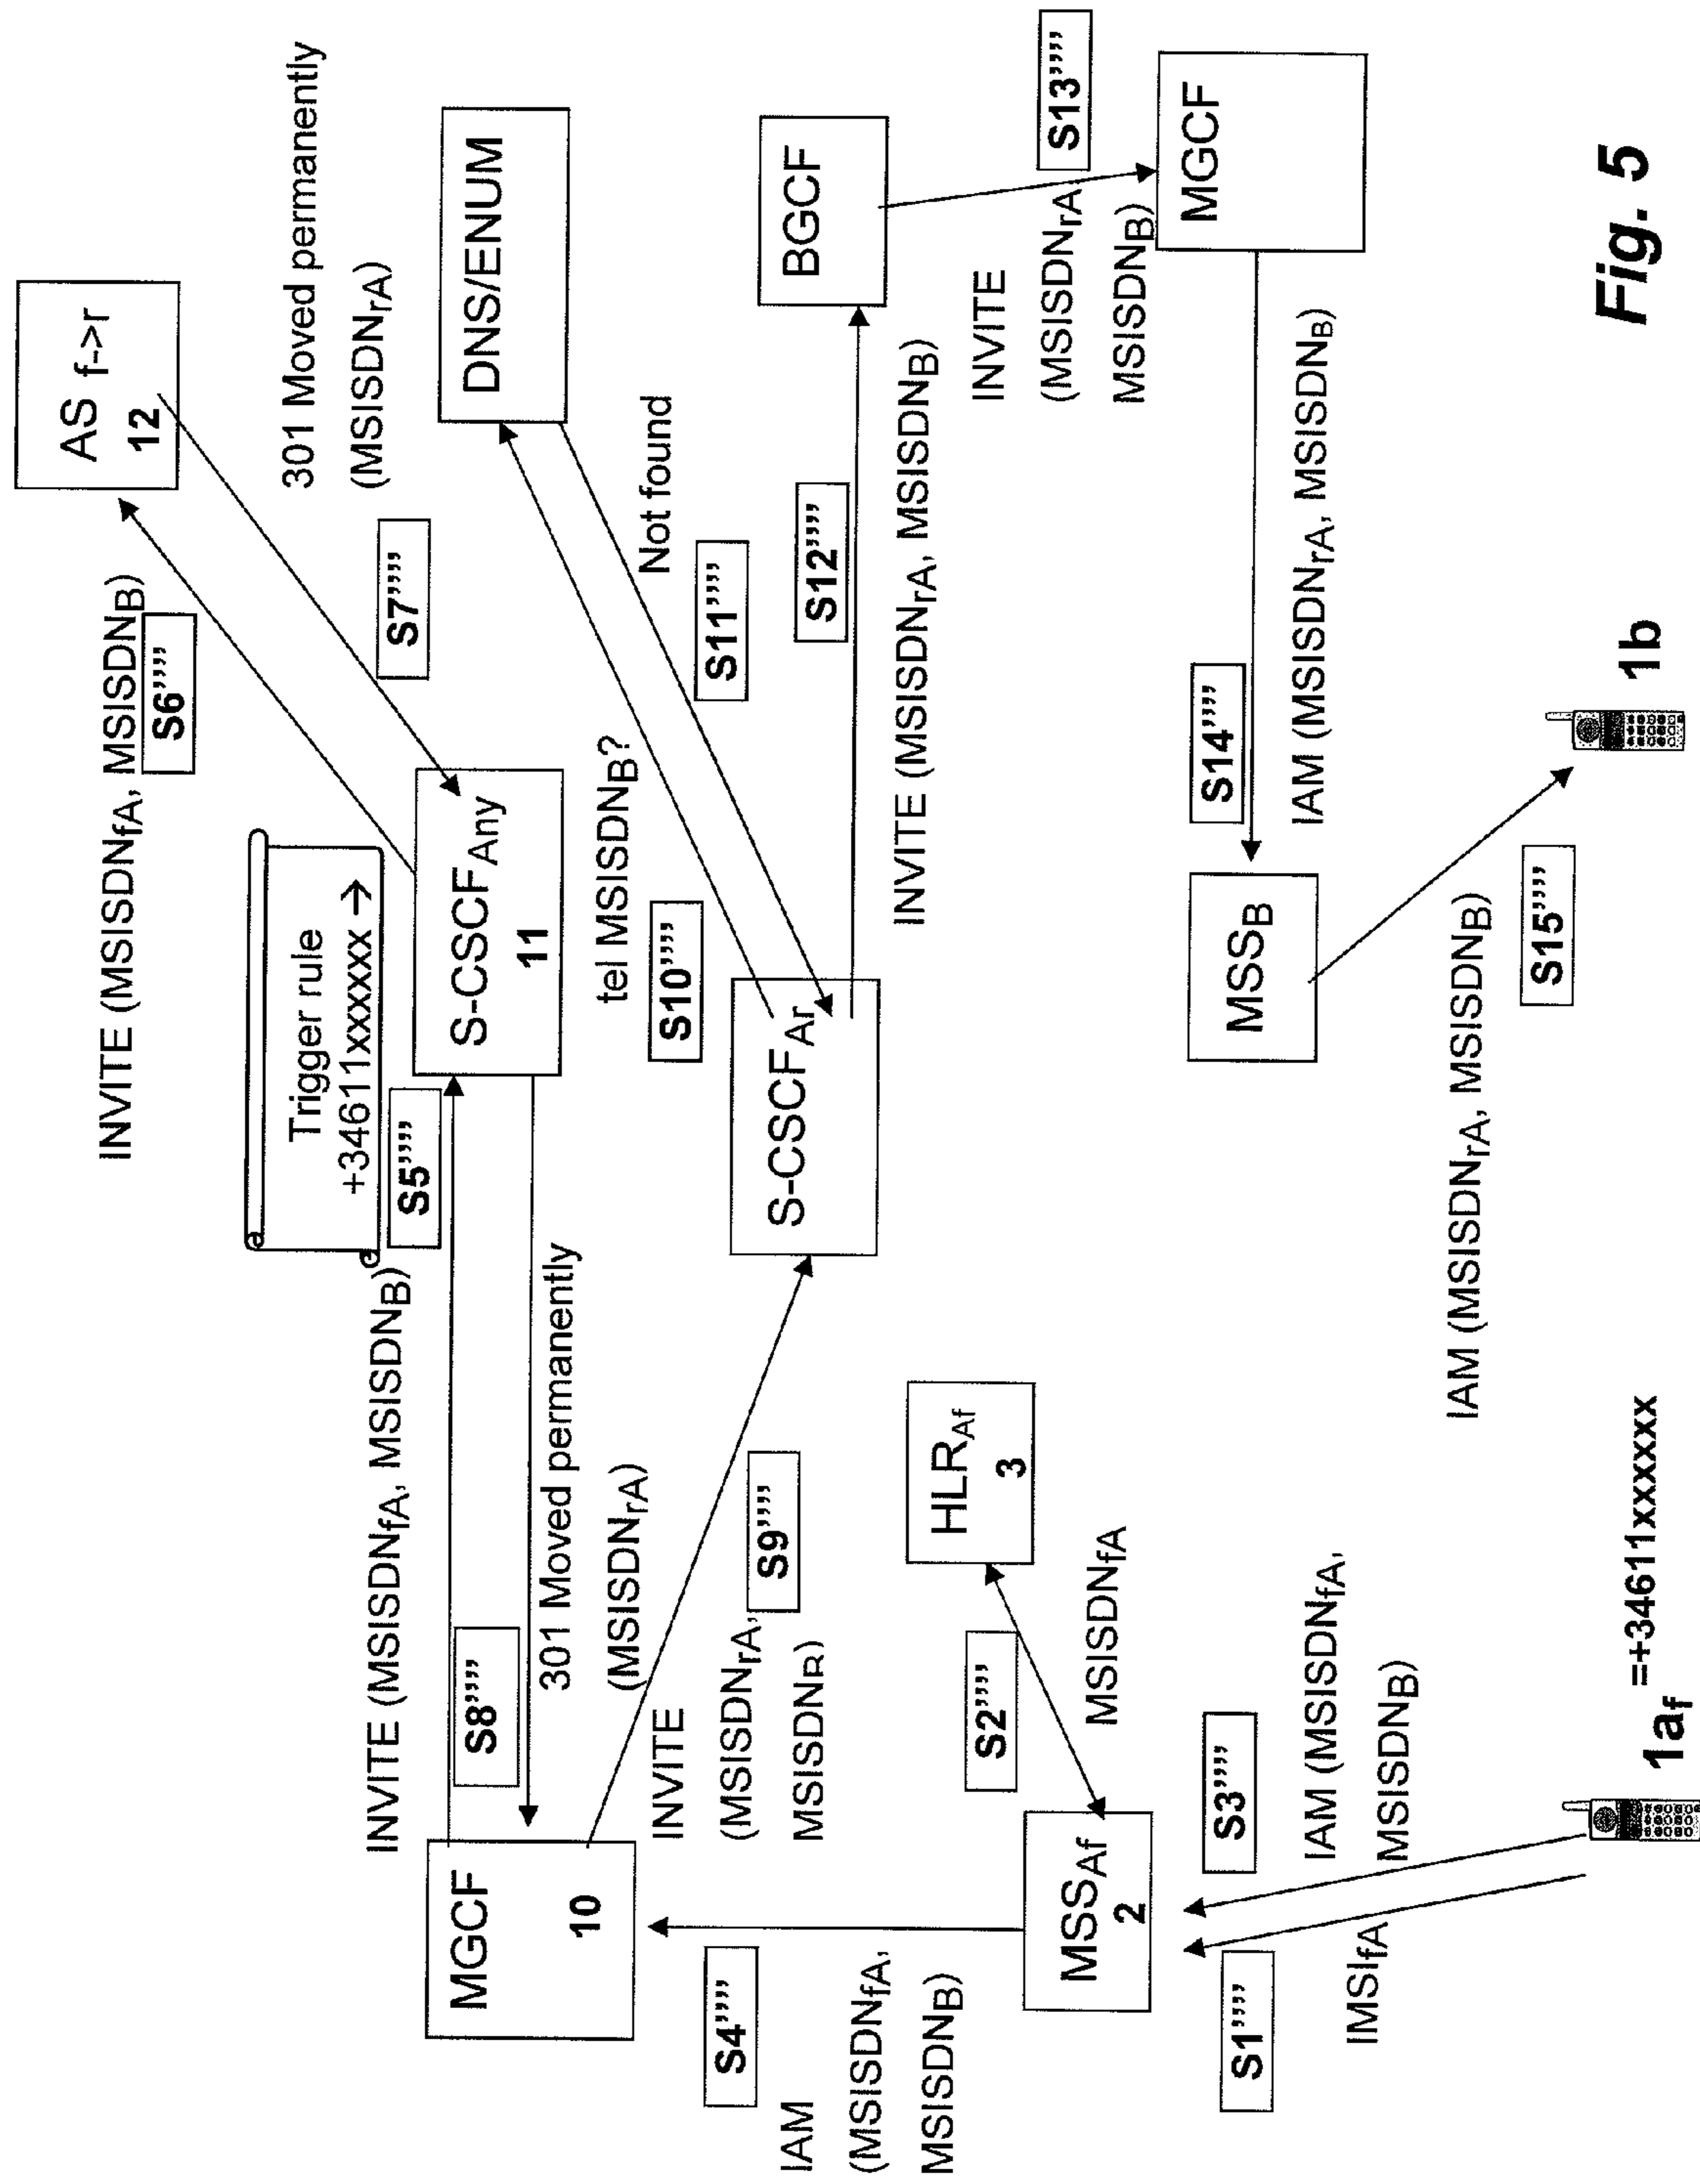 AS f->r
12
INVITE (MSISDNfA, MSISDNB)
S6’’’’
Trigger rule
+34611xxxxxx →
301 Moved permanently
(MSISDNrA)
S7’’’’
INVITE (MSISDNfA, MSISDNB)
S5’’’’
MGCF
10
S-CSCFAny
11
DNS/ENUM
S8’’’’
301 Moved permanently
(MSISDNrA)
tel MSISDNB?
S10’’’’
Not found
S11’’’’
INVITE
(MSISDNrA,
MSISDNB)
S9’’’’
S-CSCFAr
S12’’’’
INVITE (MSISDNrA, MSISDNB)
BGCF
S4’’’’
IAM
(MSISDNfA,
MSISDNB)
HLRAf
3
S2’’’’
MSISDNfA
INVITE
(MSISDNrA,
MSISDNB)
S13’’’’
MSSAf
2
MSSB
S14’’’’
IAM (MSISDNrA, MSISDNB)
MGCF
S1’’’’
IMSIfA
S3’’’’
IAM (MSISDNfA,
MSISDNB)
IAM (MSISDNrA, MSISDNB)
S15’’’’
1af
=+34611xxxxxx
1b
Fig. 5